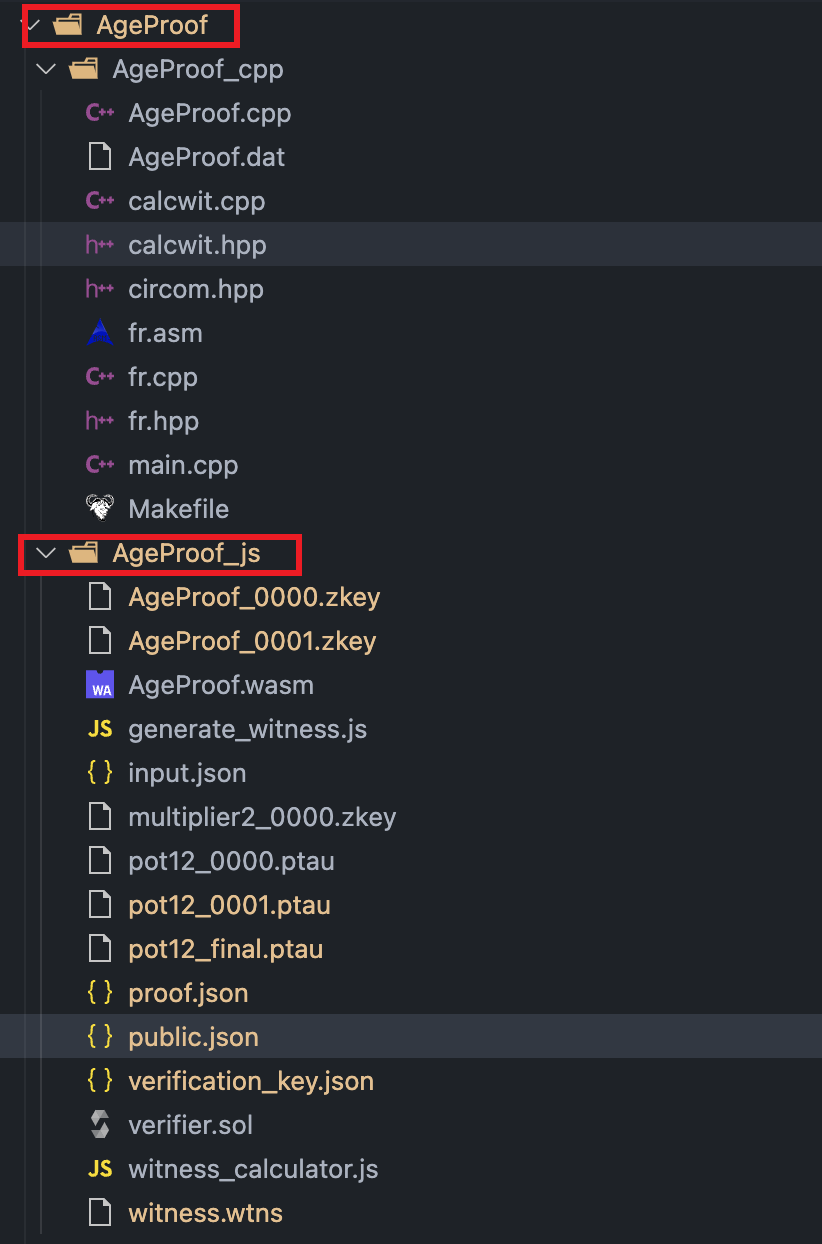 AgeProof
AgeProof_cpp
C++ AgeProof.cpp
AgeProof.dat
C++ calcwit.cpp
h++ calcwit.hpp
h++ circom.hpp
fr.asm
C++ fr.cpp
h++ fr.hpp
C++ main.cpp
Makefile
AgeProof_js
AgeProof_0000.zkey
AgeProof_0001.zkey
WA AgeProof.wasm
JS generate_witness.js
{ } input.json
multiplier2_0000.zkey
pot12_0000.ptau
pot12_0001.ptau
pot12_final.ptau
{ } proof.json
{ } public.json
{ } verification_key.json
verifier.sol
JS witness_calculator.js
witness.wtns